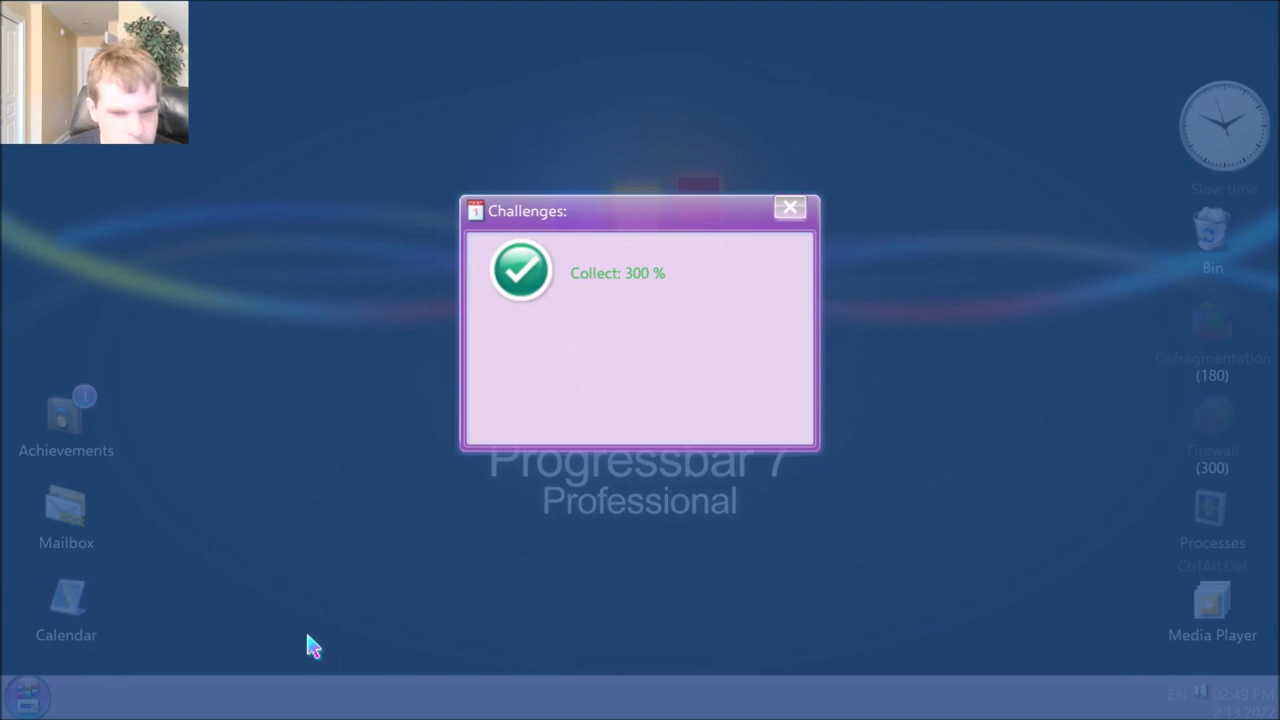 Challenges:
Collect: 300 %
Progressbar 7
Professional
Achievements
Mailbox
Calendar
Slow time
Bin
Defragmentation
(180)
Firewall
(300)
Processes
Ctrl Alt Del
Media Player
EN 02:49 PM